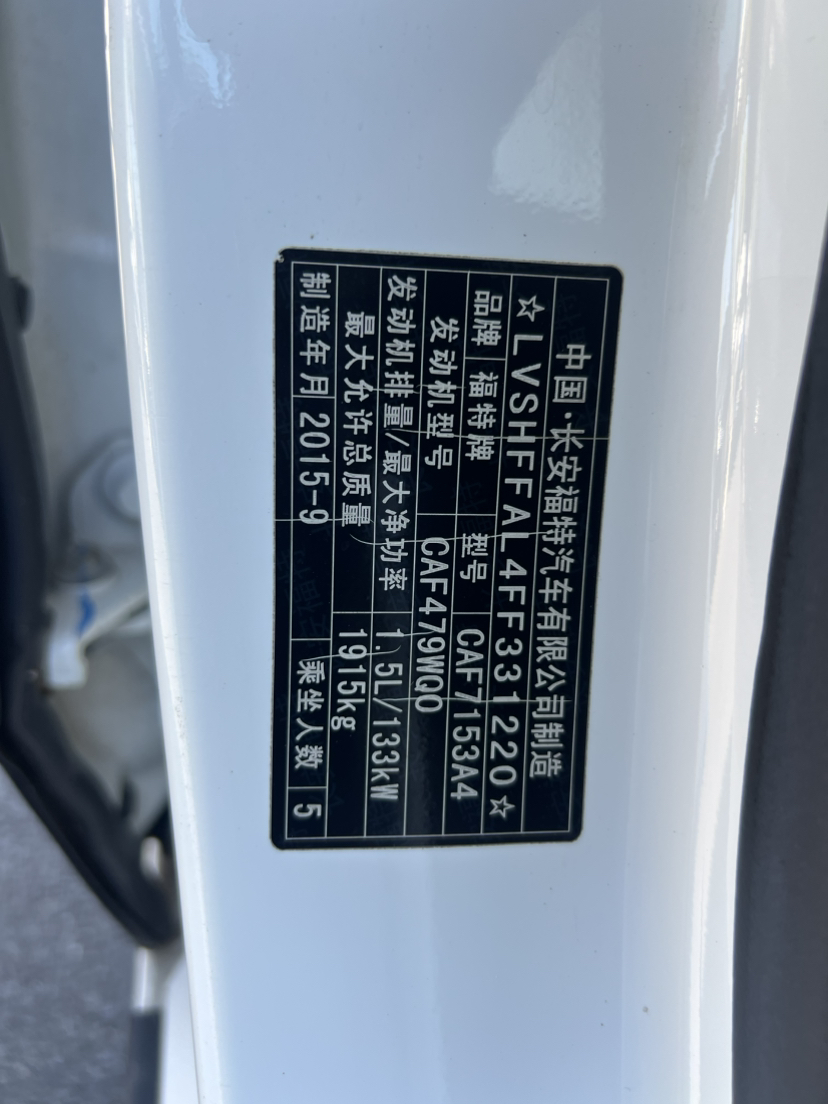 中国·长安福特汽车有限公司制造
☆LVSHFFAL4FF331220☆
品牌 福特牌 型号 CAF7153A4
发动机型号 CAF479WQ0
发动机排量/最大净功率 1.5L/133kW
最大允许总质量 1915kg
制造年月 2015-9 乘坐人数 5